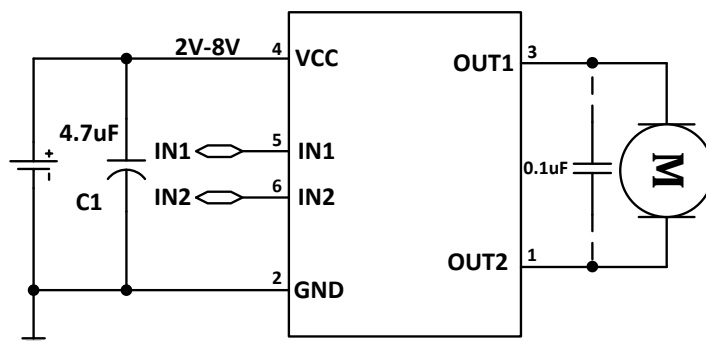 2V-8V
4
VCC
OUT1
3
4.7uF
C1
+
-
IN1
5
IN1
IN2
6
IN2
0.1uF
M
2
GND
OUT2
1